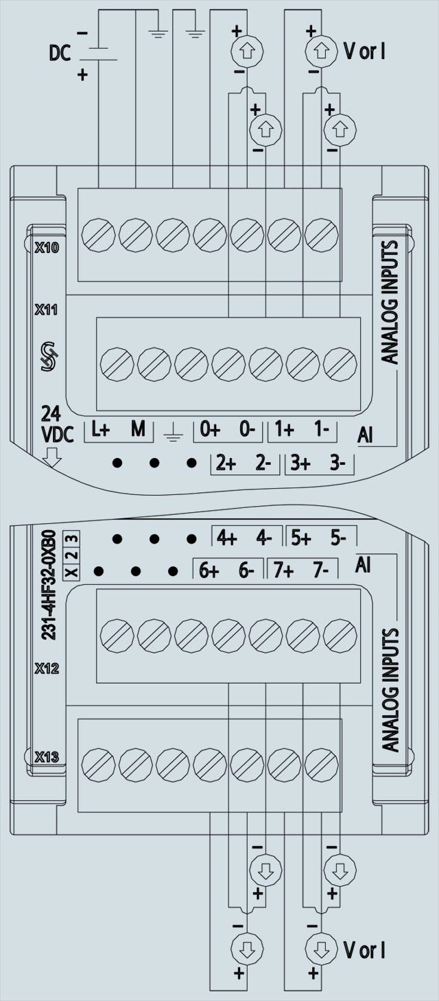 DC - + + - V or I
+ - + -
X10
X11
ANALOG INPUTS
24
VDC
L+ M 0+ 0- 1+ 1- AI
2+ 2- 3+ 3-
231-4HF32-0XB0
X 2 3
4+ 4- 5+ 5-
6+ 6- 7+ 7- AI
X12
X13
ANALOG INPUTS
- + - +
- + - + V or I